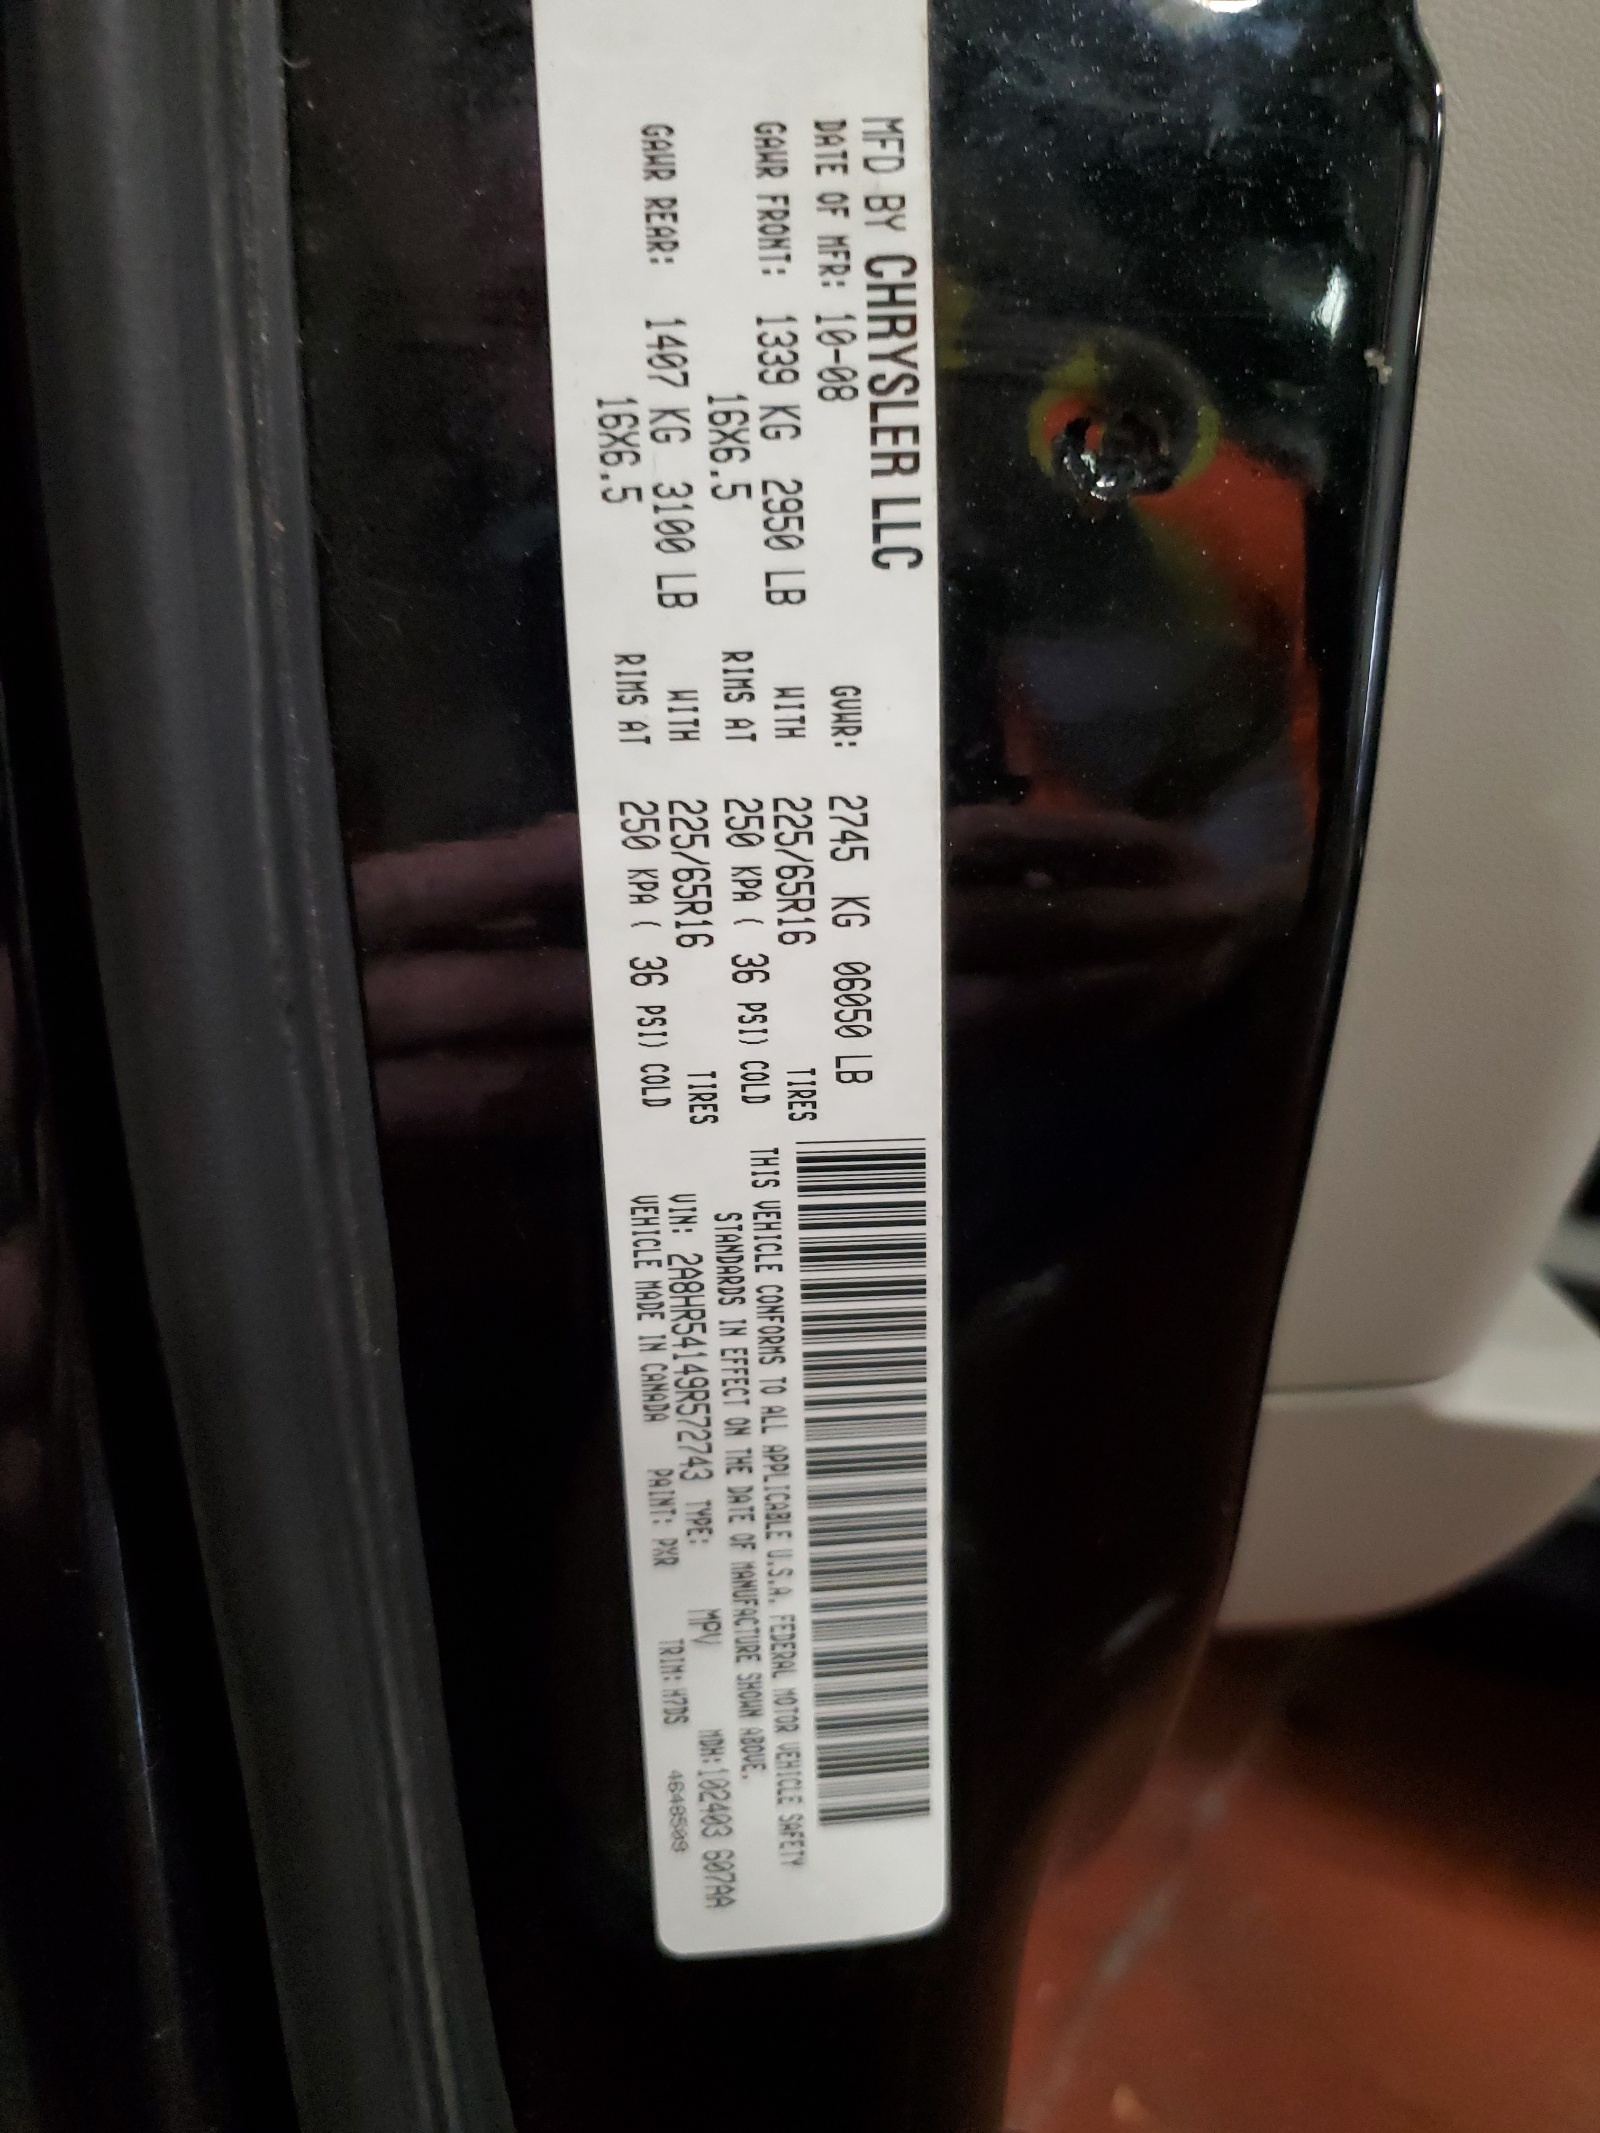 MFD BY CHRYSLER LLC
DATE OF MFR: 10-08 GVWR: 2745 KG 06050 LB
GAWR FRONT: 1339 KG 2950 LB WITH 225/65R16 TIRES
16X6.5 RIMS AT 250 KPA ( 36 PSI) COLD
GAWR REAR: 1407 KG 3100 LB WITH 225/65R16 TIRES
16X6.5 RIMS AT 250 KPA ( 36 PSI) COLD
THIS VEHICLE CONFORMS TO ALL APPLICABLE U.S.A. FEDERAL MOTOR VEHICLE SAFETY
STANDARDS IN EFFECT ON THE DATE OF MANUFACTURE SHOWN ABOVE.
VIN: 2A8HR54149R572743 TYPE: MPV MDH:102403 607AA
VEHICLE MADE IN CANADA PAINT: PXR TRIM: H7DS 4648509